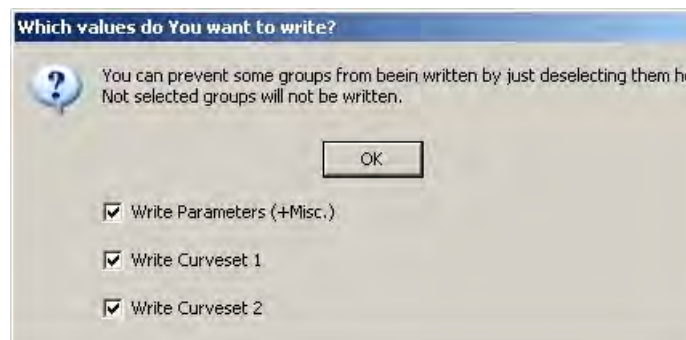 Which values do You want to write?
You can prevent some groups from beein written by just deselecting them
Not selected groups will not be written.
OK
Write Parameters (+Misc.)
Write Curveset 1
Write Curveset 2